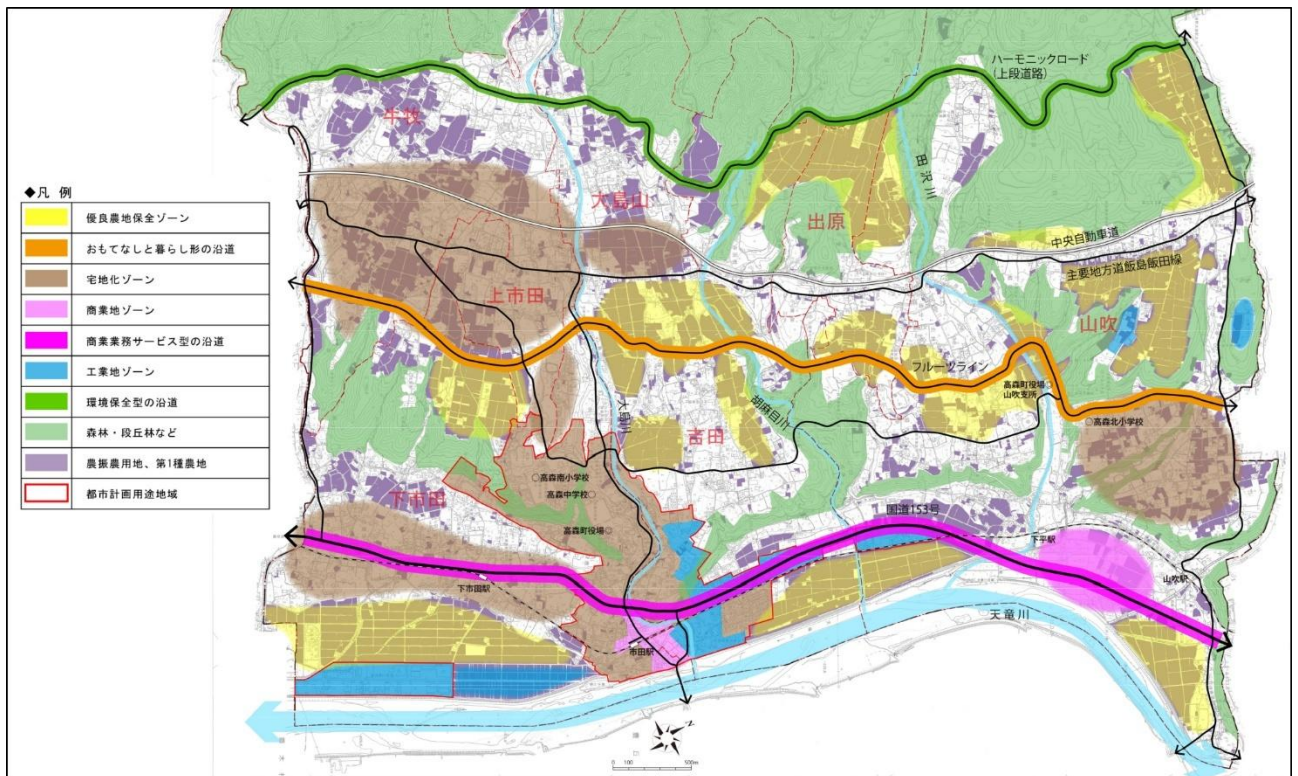 ◆凡 例
優良農地保全ゾーン
おもてなしと暮らし形の沿道
宅地化ゾーン
商業地ゾーン
商業業務サービス型の沿道
工業地ゾーン
環境保全型の沿道
森林・段丘林など
農振農用地、第1種農地
都市計画用途地域
ハーモニックロード
(上段道路)
牛牧
大島山
出原
田沢川
中央自動車道
主要地方道飯島飯田線
上市田
山吹
フルーツライン
高森町役場
山吹支所
高森北小学校
大島川
胡麻目川
吉田
高森南小学校
高森中学校
下市田
高森町役場
国道153号
下平駅
山吹駅
下市田駅
天竜川
市田駅
N
0 100 500m